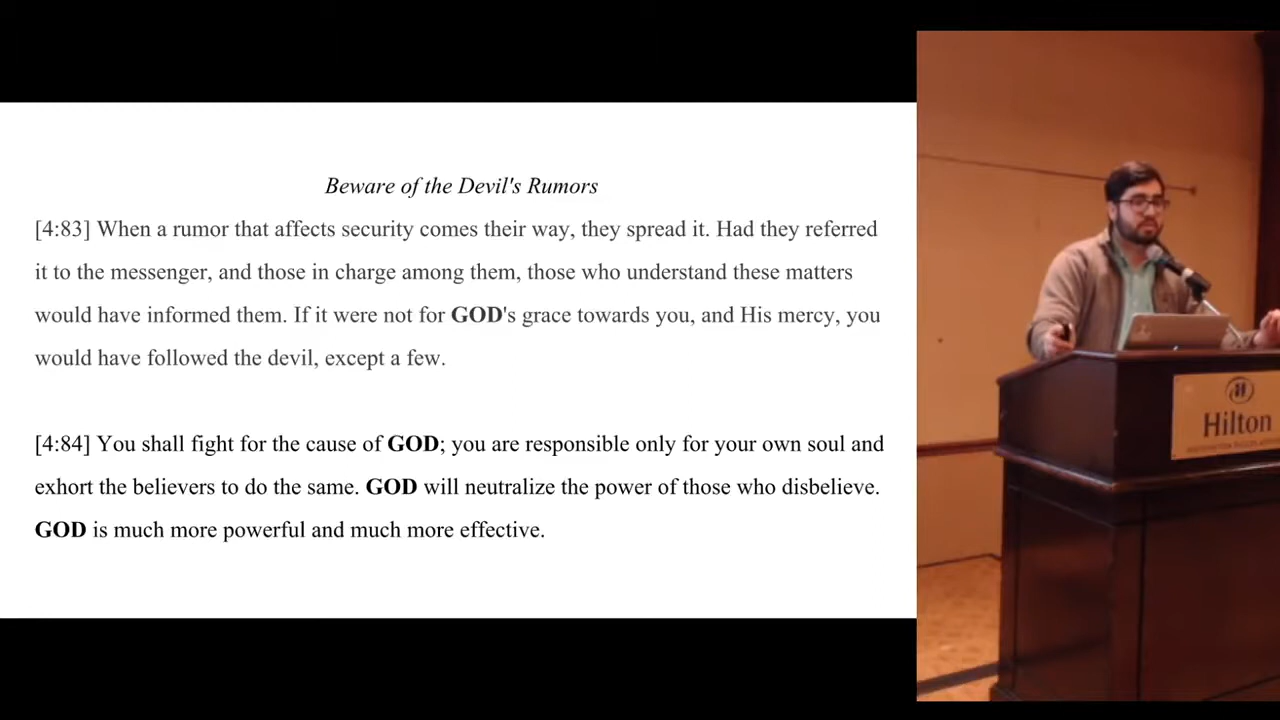 Beware of the Devil's Rumors
[4:83] When a rumor that affects security comes their way, they spread it. Had they referred
it to the messenger, and those in charge among them, those who understand these matters
would have informed them. If it were not for GOD's grace towards you, and His mercy, you
would have followed the devil, except a few.
[4:84] You shall fight for the cause of GOD; you are responsible only for your own soul and
exhort the believers to do the same. GOD will neutralize the power of those who disbelieve.
GOD is much more powerful and much more effective.
Hilton